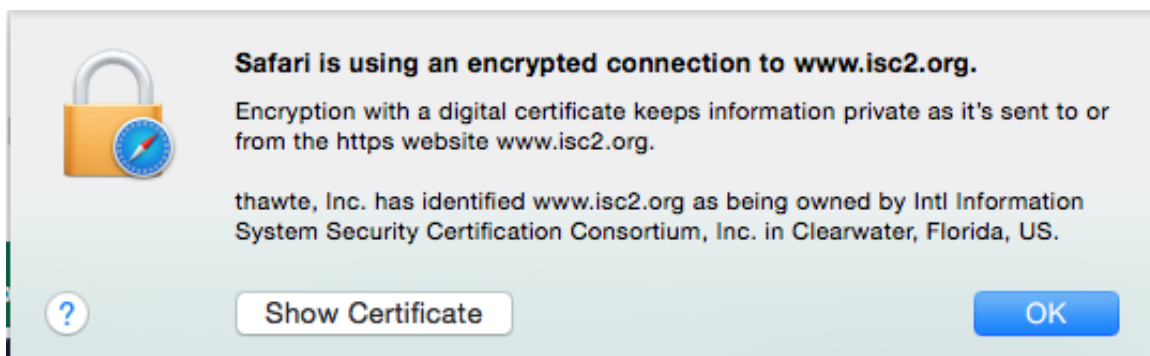 Safari is using an encrypted connection to www.isc2.org.
Encryption with a digital certificate keeps information private as it's sent to or
from the https website www.isc2.org.
thawte, Inc. has identified www.isc2.org as being owned by Intl Information
System Security Certification Consortium, Inc. in Clearwater, Florida, US.
?
Show Certificate
OK